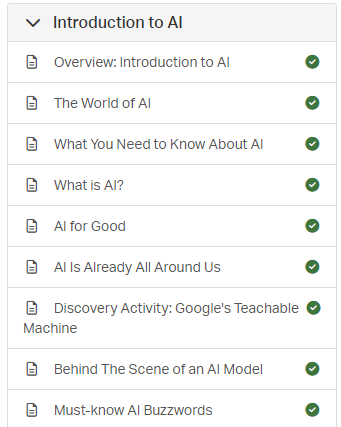 Introduction to AI
Overview: Introduction to AI
The World of AI
What You Need to Know About AI
What is AI?
AI for Good
AI Is Already All Around Us
Discovery Activity: Google's Teachable
Machine
Behind The Scene of an AI Model
Must-know AI Buzzwords